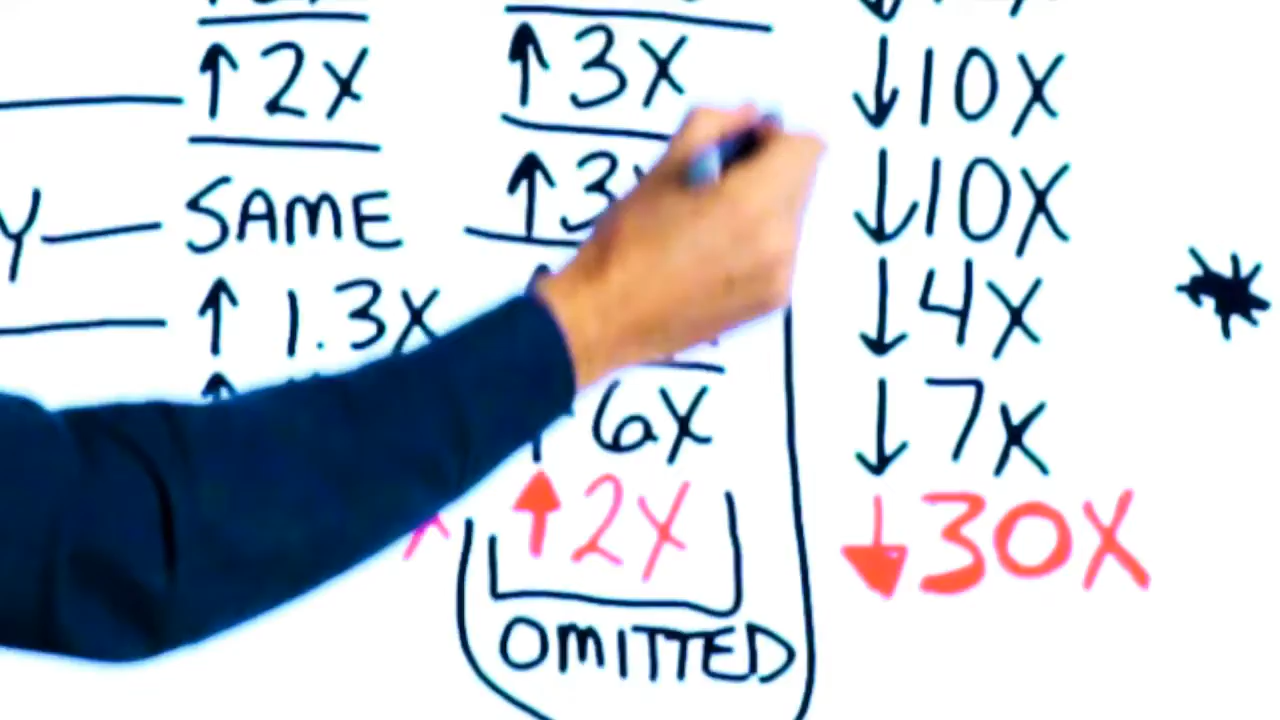 ↑ 2X ↑ 3X ↓ 10X
↑ 3 ↓ 10X
Y SAME
↑ 1.3X ↓ 4X
6X ↓ 7X
↑ 2X ↓ 30X
OMITTED